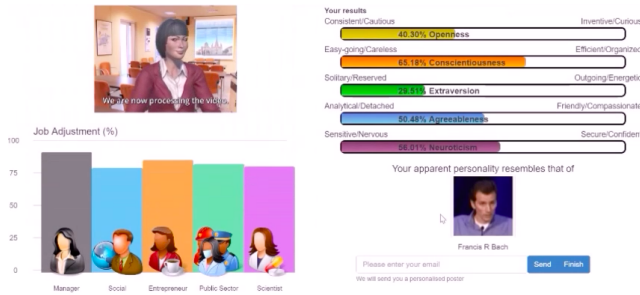 We are now processing the video.
Job Adjustment (%)
100
75
50
25
0
Manager
Social
Entrepreneur
Public Sector
Scientist
Your results
Consistent/Cautious
Inventive/Curious
40.30% Openness
Easy-going/Careless
Efficient/Organized
65.18% Conscientiousness
Solitary/Reserved
Outgoing/Energetic
29.51% Extraversion
Analytical/Detached
Friendly/Compassionate
50.48% Agreeableness
Sensitive/Nervous
Secure/Confident
56.01% Neuroticism
Your apparent personality resembles that of
Francis R Bach
Please enter your email
Send
Finish
We will send you a personalised poster